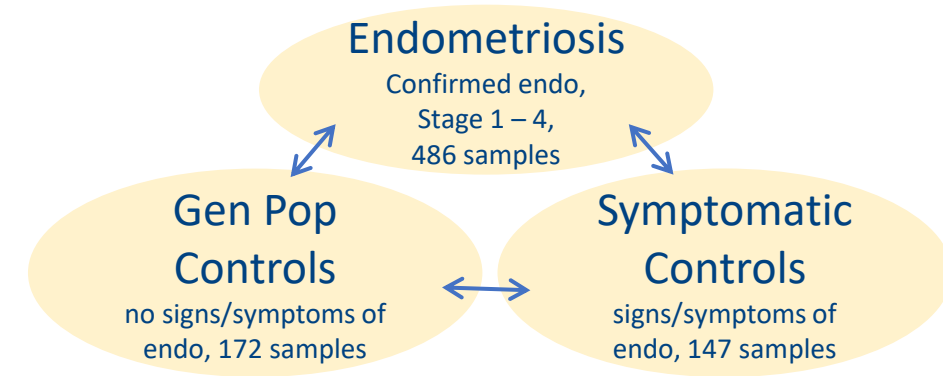 Endometriosis
Confirmed endo,
Stage 1 – 4,
486 samples
Gen Pop
Controls
no signs/symptoms of
endo, 172 samples
Symptomatic
Controls
signs/symptoms of
endo, 147 samples